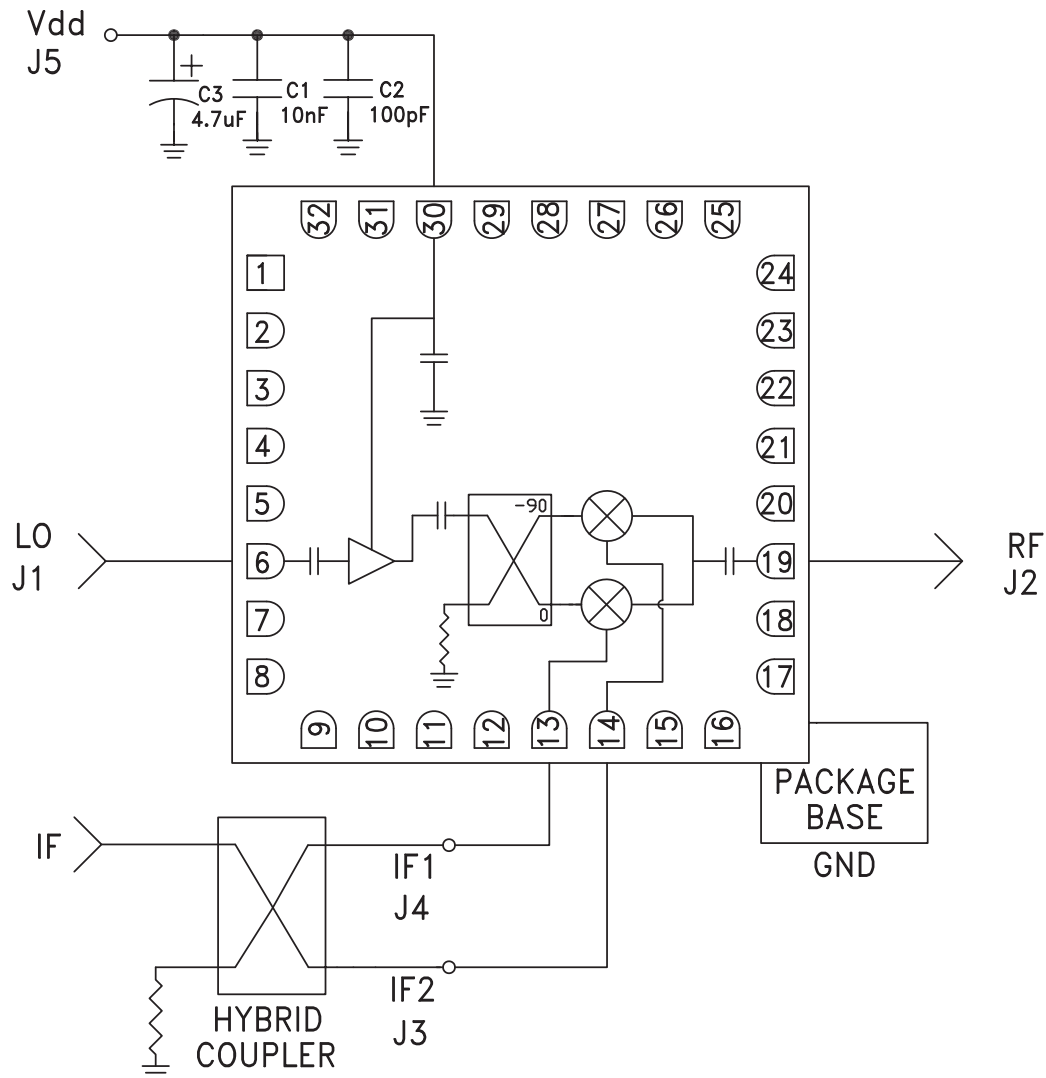 Vdd
J5
+
C3
4.7uF
C1
10nF
C2
100pF
32 31 30 29 28 27 26 25
1
2
3
4
5
6
7
8
24
23
22
21
20
19
18
17
-90
0
LO
J1
RF
J2
9 10 11 12 13 14 15 16
PACKAGE
BASE
GND
IF
IF1
J4
IF2
J3
HYBRID
COUPLER